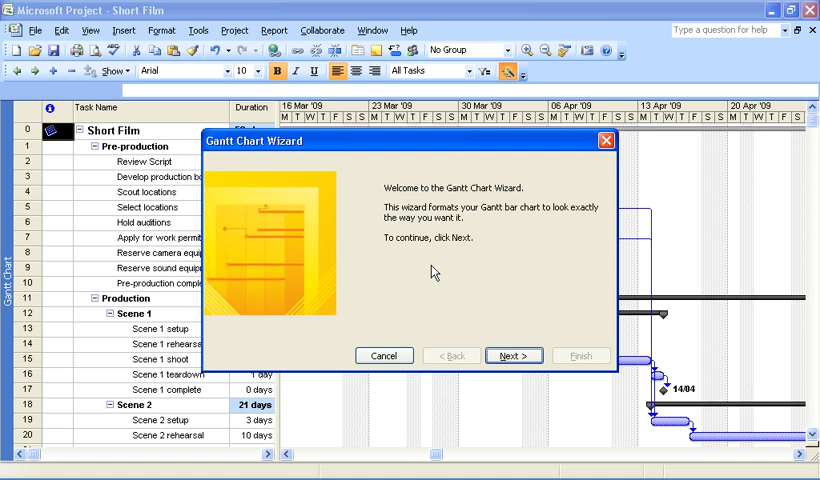 Microsoft Project - Short Film
File Edit View Insert Format Tools Project Report Collaborate Window Help
Type a question for help
No Group
Show Arial 10 B I U All Tasks
Task Name Duration 16 Mar '09 23 Mar '09 30 Mar '09 06 Apr '09 13 Apr '09 20 Apr '09
M T W T F S S M T W T F S S M T W T F S S M T W T F S S M T W T F S S M T W T F S
0 Short Film
1 Pre-production
2 Review Script
3 Develop production bo
4 Scout locations
5 Select locations
6 Hold auditions
7 Apply for work permit
8 Reserve camera equip
9 Reserve sound equip
10 Pre-production comple
11 Production
12 Scene 1
13 Scene 1 setup
14 Scene 1 rehearsa
15 Scene 1 shoot
16 Scene 1 teardown 1 day
17 Scene 1 complete 0 days
18 Scene 2 21 days
19 Scene 2 setup 3 days
20 Scene 2 rehearsal 10 days
Gantt Chart
14/04
Gantt Chart Wizard
Welcome to the Gantt Chart Wizard.
This wizard formats your Gantt bar chart to look exactly
the way you want it.
To continue, click Next.
Cancel < Back Next > Finish